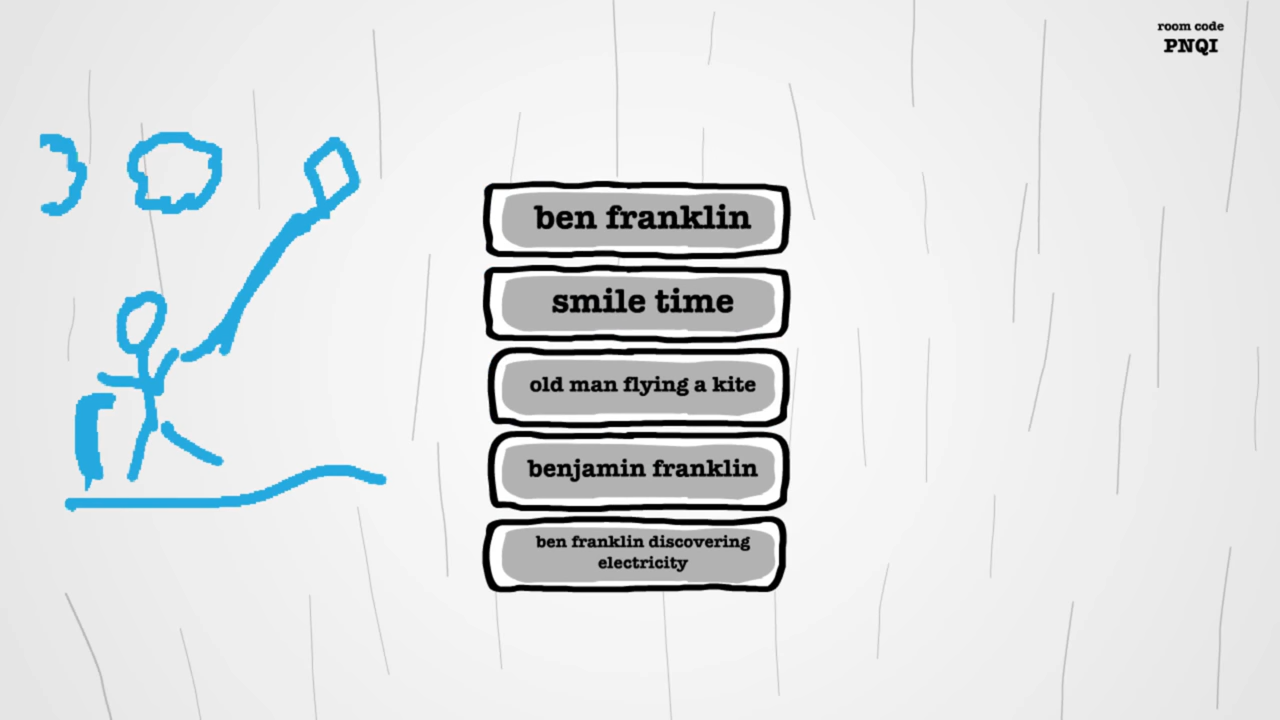 room code
PNQI
ben franklin
smile time
old man flying a kite
benjamin franklin
ben franklin discovering
electricity